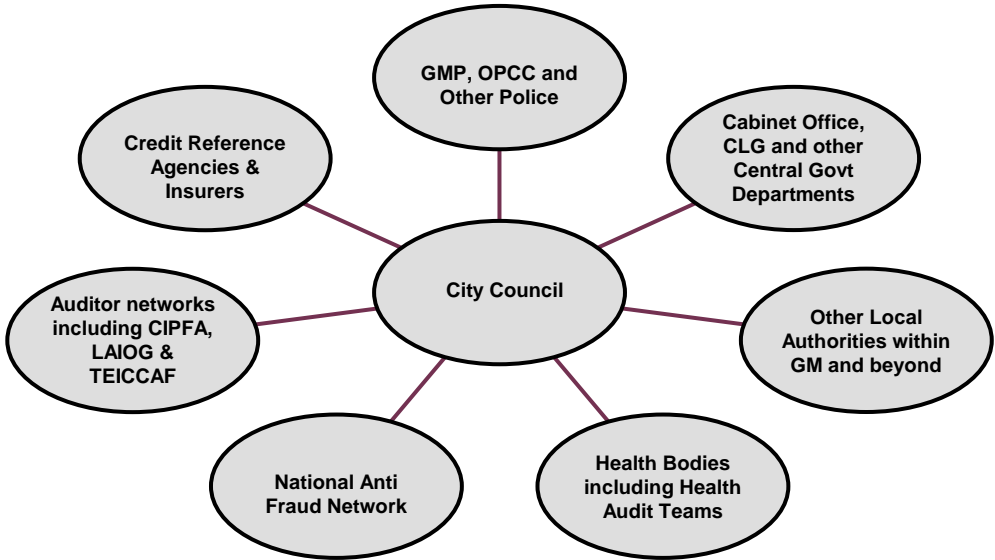 GMP, OPCC and
Other Police
Credit Reference
Agencies &
Insurers
Cabinet Office,
CLG and other
Central Govt
Departments
City Council
Auditor networks
including CIPFA,
LAIOG &
TEICCAF
Other Local
Authorities within
GM and beyond
National Anti
Fraud Network
Health Bodies
including Health
Audit Teams